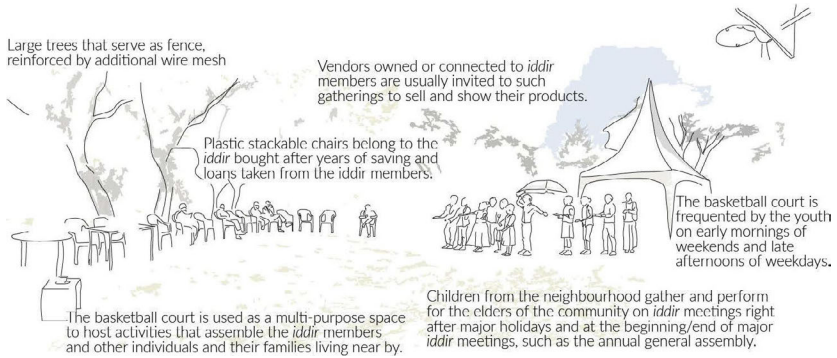 Large trees that serve as fence,
reinforced by additional wire mesh
Vendors owned or connected to iddir
members are usually invited to such
gatherings to sell and show their products.
Plastic stackable chairs belong to the
iddir bought after years of saving and
loans taken from the iddir members.
The basketball court is
frequented by the youth
on early mornings of
weekends and late
afternoons of weekdays.
The basketball court is used as a multi-purpose space
to host activities that assemble the iddir members
and other individuals and their families living near by.
Children from the neighbourhood gather and perform
for the elders of the community on iddir meetings right
after major holidays and at the beginning/end of major
iddir meetings, such as the annual general assembly.